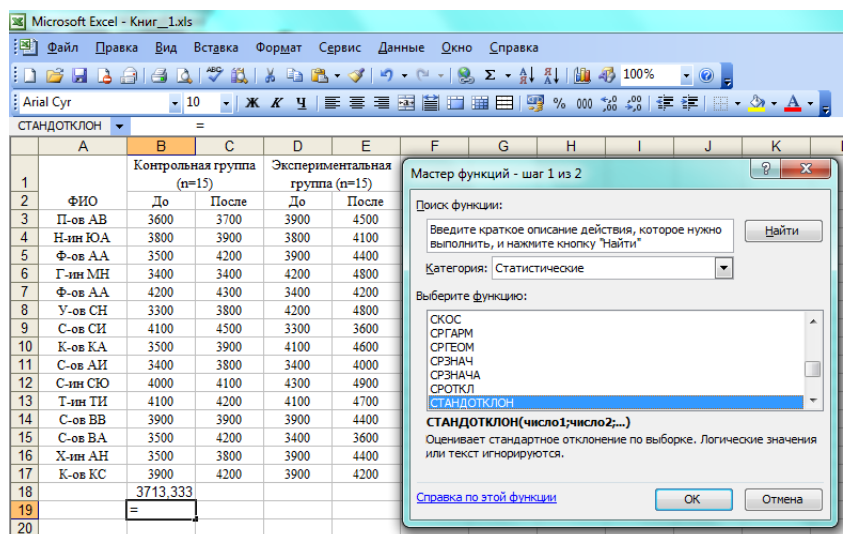 Microsoft Excel - Книг__1.xls
Файл Правка Вид Вставка Формат Сервис Данные Окно Справка
100%
Arial Cyr 10 Ж К Ч % 000
СТАНДОТКЛОН =
A B C D E F G H I J K
1 Контрольная группа (n=15) Экспериментальная группа (n=15)
2 ФИО До После До После
3 П-ов АВ 3600 3700 3900 4500
4 Н-ин ЮА 3800 3900 3800 4100
5 Ф-ов АА 3500 4200 3900 4400
6 Г-ин МН 3400 3400 4200 4800
7 Ф-ов АА 4200 4300 3400 4200
8 У-ов СН 3300 3800 4200 4800
9 С-ов СИ 4100 4500 3300 3600
10 К-ов КА 3500 3900 4100 4600
11 С-ов АИ 3400 3800 3400 4000
12 С-ин СЮ 4000 4100 4300 4900
13 Т-ин ТИ 4100 4200 4100 4700
14 С-ов ВВ 3900 3900 3900 4400
15 С-ов ВА 3500 4200 3400 3600
16 Х-ин АН 3500 3800 3900 4400
17 К-ов КС 3900 4200 3900 4200
18 3713,333
19 =
20
Мастер функций - шаг 1 из 2
Поиск функции:
Введите краткое описание действия, которое нужно
выполнить, и нажмите кнопку "Найти"
Найти
Категория: Статистические
Выберите функцию:
СКОС
СРГАРМ
СРГЕОМ
СРЗНАЧ
СРЗНАЧА
СРОТКЛ
СТАНДОТКЛОН
СТАНДОТКЛОН(число1;число2;...)
Оценивает стандартное отклонение по выборке. Логические значения
или текст игнорируются.
Справка по этой функции
ОК Отмена